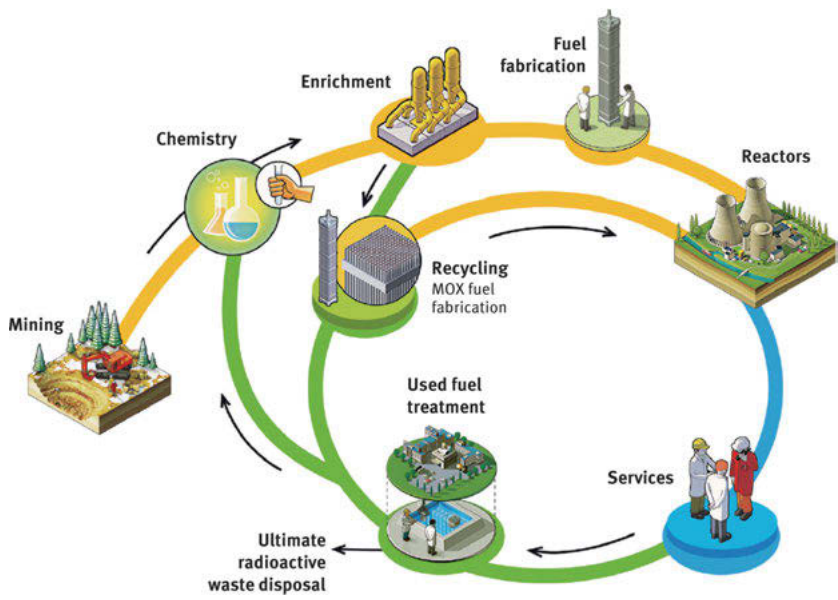 Fuel
fabrication
Enrichment
Chemistry
Reactors
Recycling
MOX fuel
fabrication
Mining
Used fuel
treatment
Services
Ultimate
radioactive
waste disposal